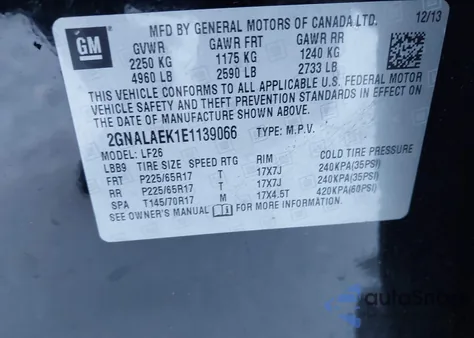 MFD BY GENERAL MOTORS OF CANADA LTD. 12/13
GM
GVWR GAWR FRT GAWR RR
2250 KG 1175 KG 1240 KG
4960 LB 2590 LB 2733 LB
THIS VEHICLE CONFORMS TO ALL APPLICABLE U.S. FEDERAL MOTOR
VEHICLE SAFETY AND THEFT PREVENTION STANDARDS IN EFFECT
ON THE DATE OF MANUFACTURE SHOWN ABOVE.
2GNALAEK1E1139066 TYPE: M.P.V.
MODEL: LF26
LBB9 TIRE SIZE SPEED RTG RIM COLD TIRE PRESSURE
FRT P225/65R17 T 17X7J 240KPA(35PSI)
RR P225/65R17 T 17X7J 240KPA(35PSI)
SPA T145/70R17 M 17X4.5T 420KPA(60PSI)
SEE OWNER'S MANUAL FOR MORE INFORMATION.
autoSna